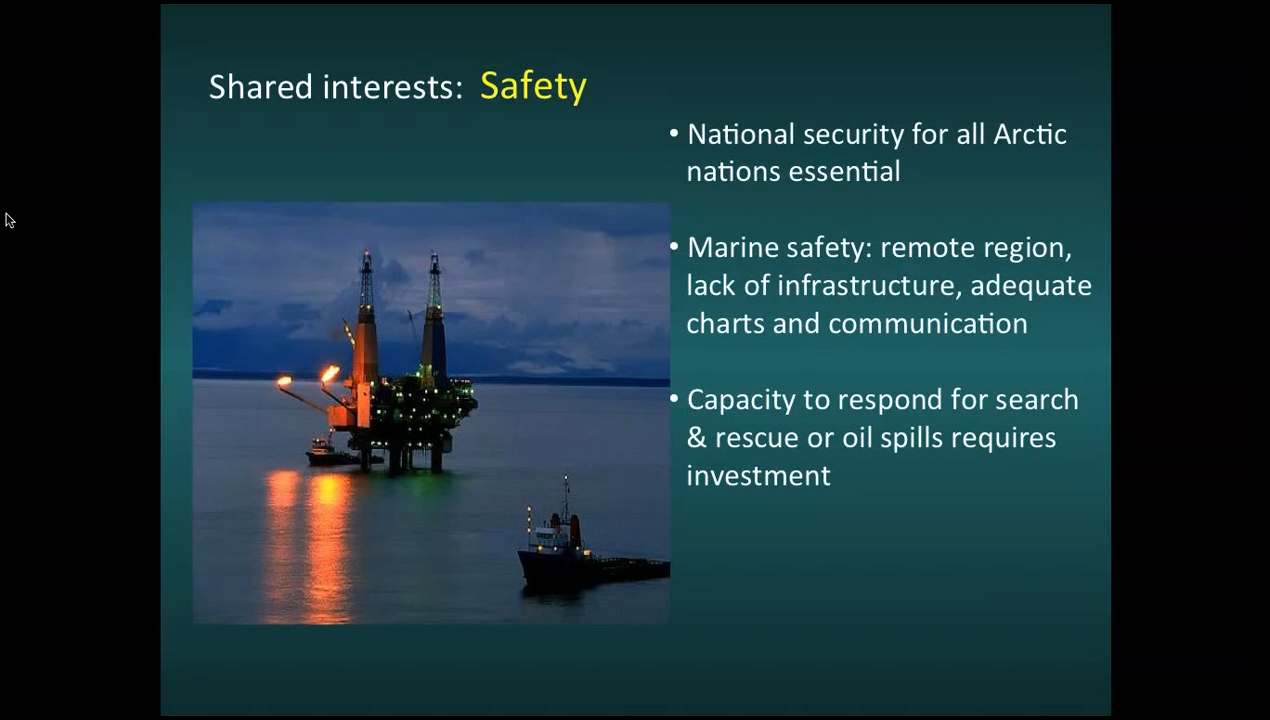 Shared interests: Safety
• National security for all Arctic
nations essential
• Marine safety: remote region,
lack of infrastructure, adequate
charts and communication
• Capacity to respond for search
& rescue or oil spills requires
investment